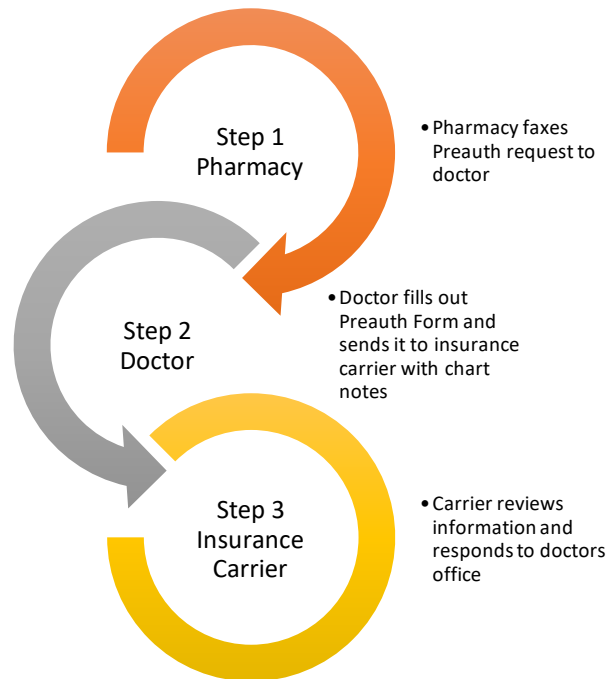 Step 1
Pharmacy
•Pharmacy faxes
Preauth request to
doctor
Step 2
Doctor
•Doctor fills out
Preauth Form and
sends it to insurance
carrier with chart
notes
Step 3
Insurance
Carrier
•Carrier reviews
information and
responds to doctors
office